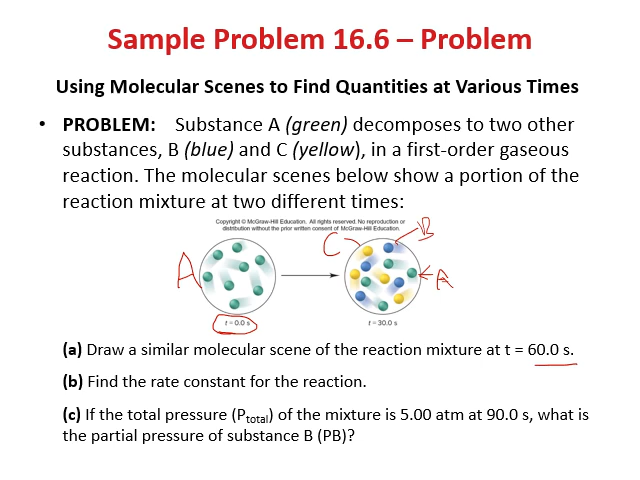 Sample Problem 16.6 – Problem
Using Molecular Scenes to Find Quantities at Various Times
• PROBLEM: Substance A (green) decomposes to two other
substances, B (blue) and C (yellow), in a first-order gaseous
reaction. The molecular scenes below show a portion of the
reaction mixture at two different times:
Copyright © McGraw-Hill Education. All rights reserved. No reproduction or
distribution without the prior written consent of McGraw-Hill Education.
A
C
B
A
t = 0.0 s
t = 30.0 s
(a) Draw a similar molecular scene of the reaction mixture at t = 60.0 s.
(b) Find the rate constant for the reaction.
(c) If the total pressure (Ptotal) of the mixture is 5.00 atm at 90.0 s, what is
the partial pressure of substance B (PB)?